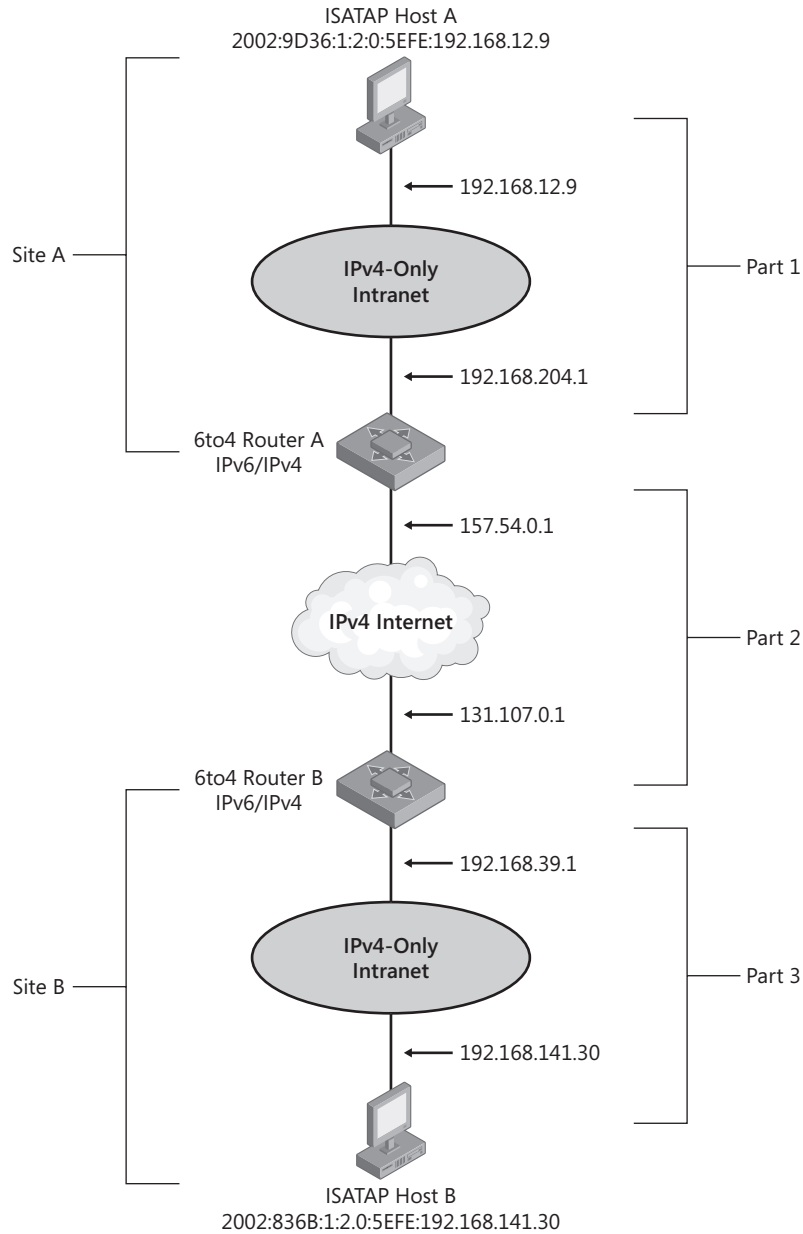 ISATAP Host A
2002:9D36:1:2:0:5EFE:192.168.12.9
192.168.12.9
Site A
IPv4-Only
Intranet
Part 1
192.168.204.1
6to4 Router A
IPv6/IPv4
157.54.0.1
IPv4 Internet
Part 2
131.107.0.1
6to4 Router B
IPv6/IPv4
192.168.39.1
IPv4-Only
Intranet
Site B
Part 3
192.168.141.30
ISATAP Host B
2002:836B:1:2.0:5EFE:192.168.141.30